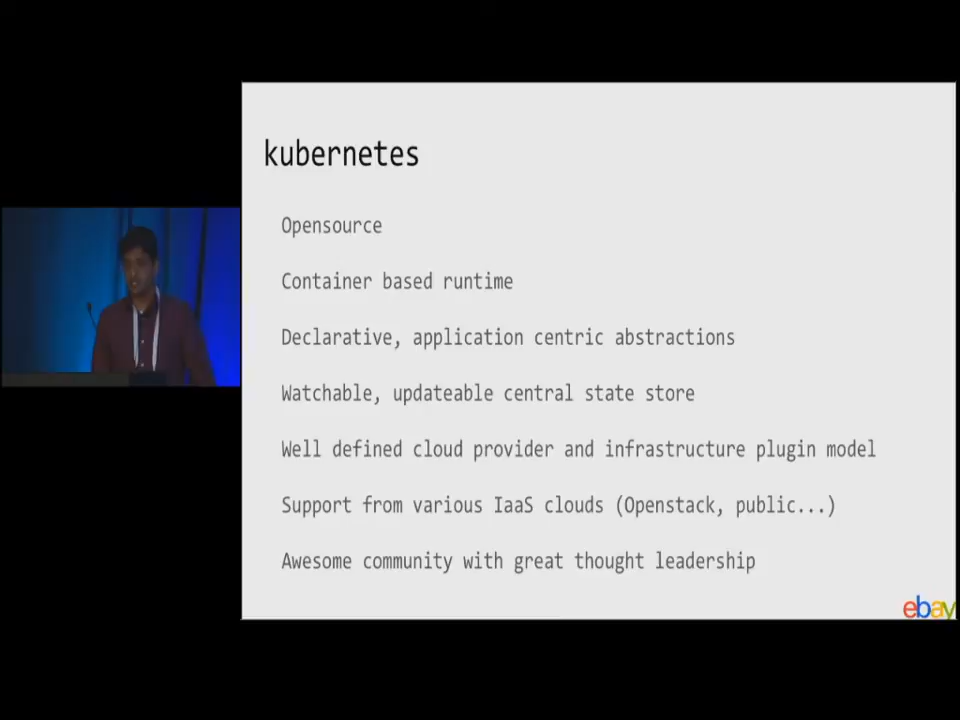 kubernetes
Opensource
Container based runtime
Declarative, application centric abstractions
Watchable, updateable central state store
Well defined cloud provider and infrastructure plugin model
Support from various IaaS clouds (Openstack, public...)
Awesome community with great thought leadership
ebay